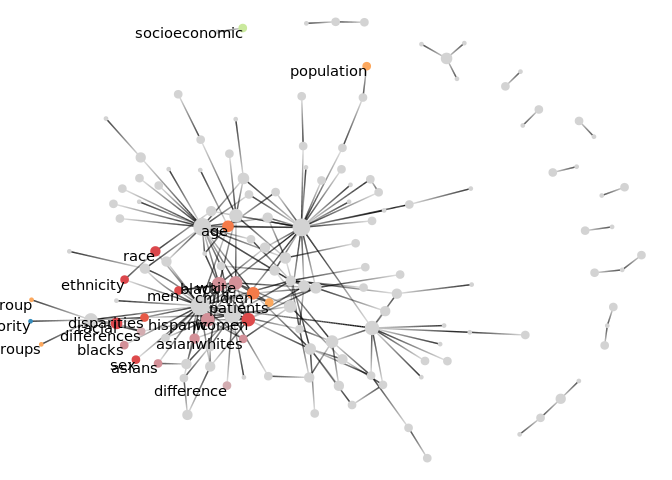 socioeconomic
population
age
race
ethnicity
men
black
white
children
roup
patients
disparities
racial
hispanic
women
ority
differences
blacks
asian
whites
roups
sex
asians
difference